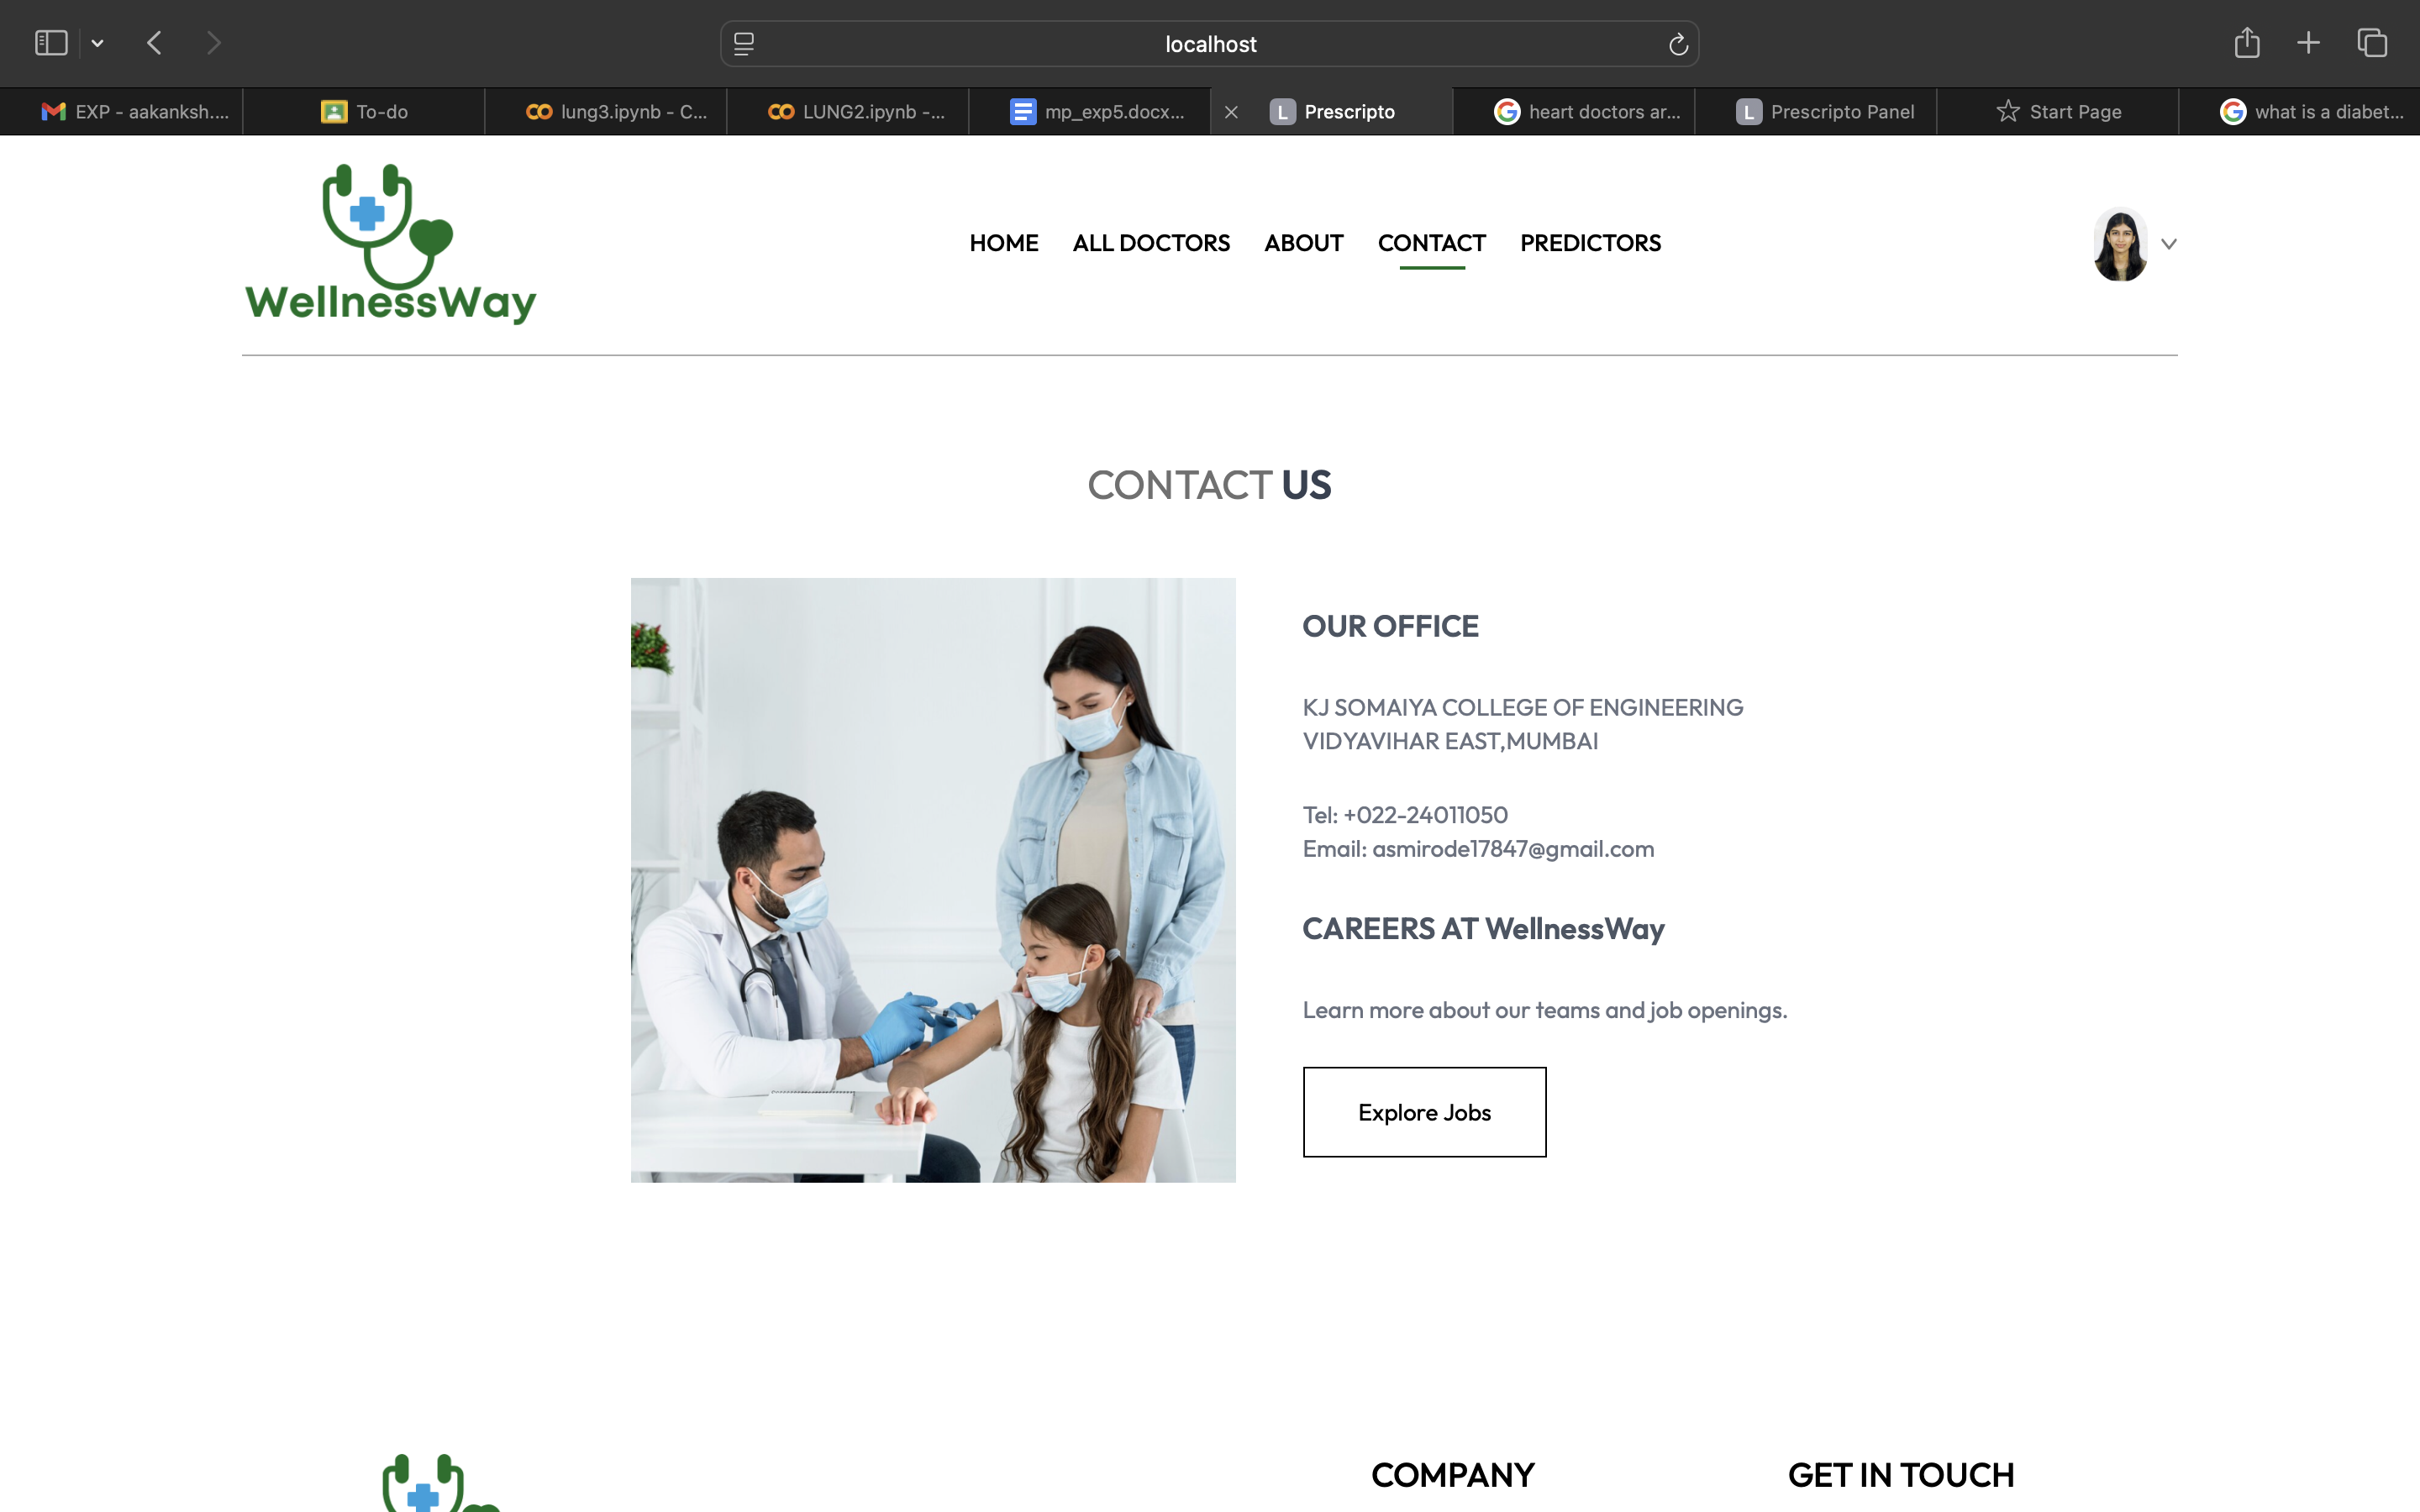 localhost
EXP - aakanksh....
To-do
lung3.ipynb - C...
LUNG2.ipynb -...
mp_exp5.docx...
L Prescripto
heart doctors ar...
L Prescripto Panel
Start Page
what is a diabet...
WellnessWay
HOME
ALL DOCTORS
ABOUT
CONTACT
PREDICTORS
CONTACT US
OUR OFFICE
KJ SOMAIYA COLLEGE OF ENGINEERING
VIDYAVIHAR EAST,MUMBAI
Tel: +022-24011050
Email: asmirode17847@gmail.com
CAREERS AT WellnessWay
Learn more about our teams and job openings.
Explore Jobs
COMPANY
GET IN TOUCH